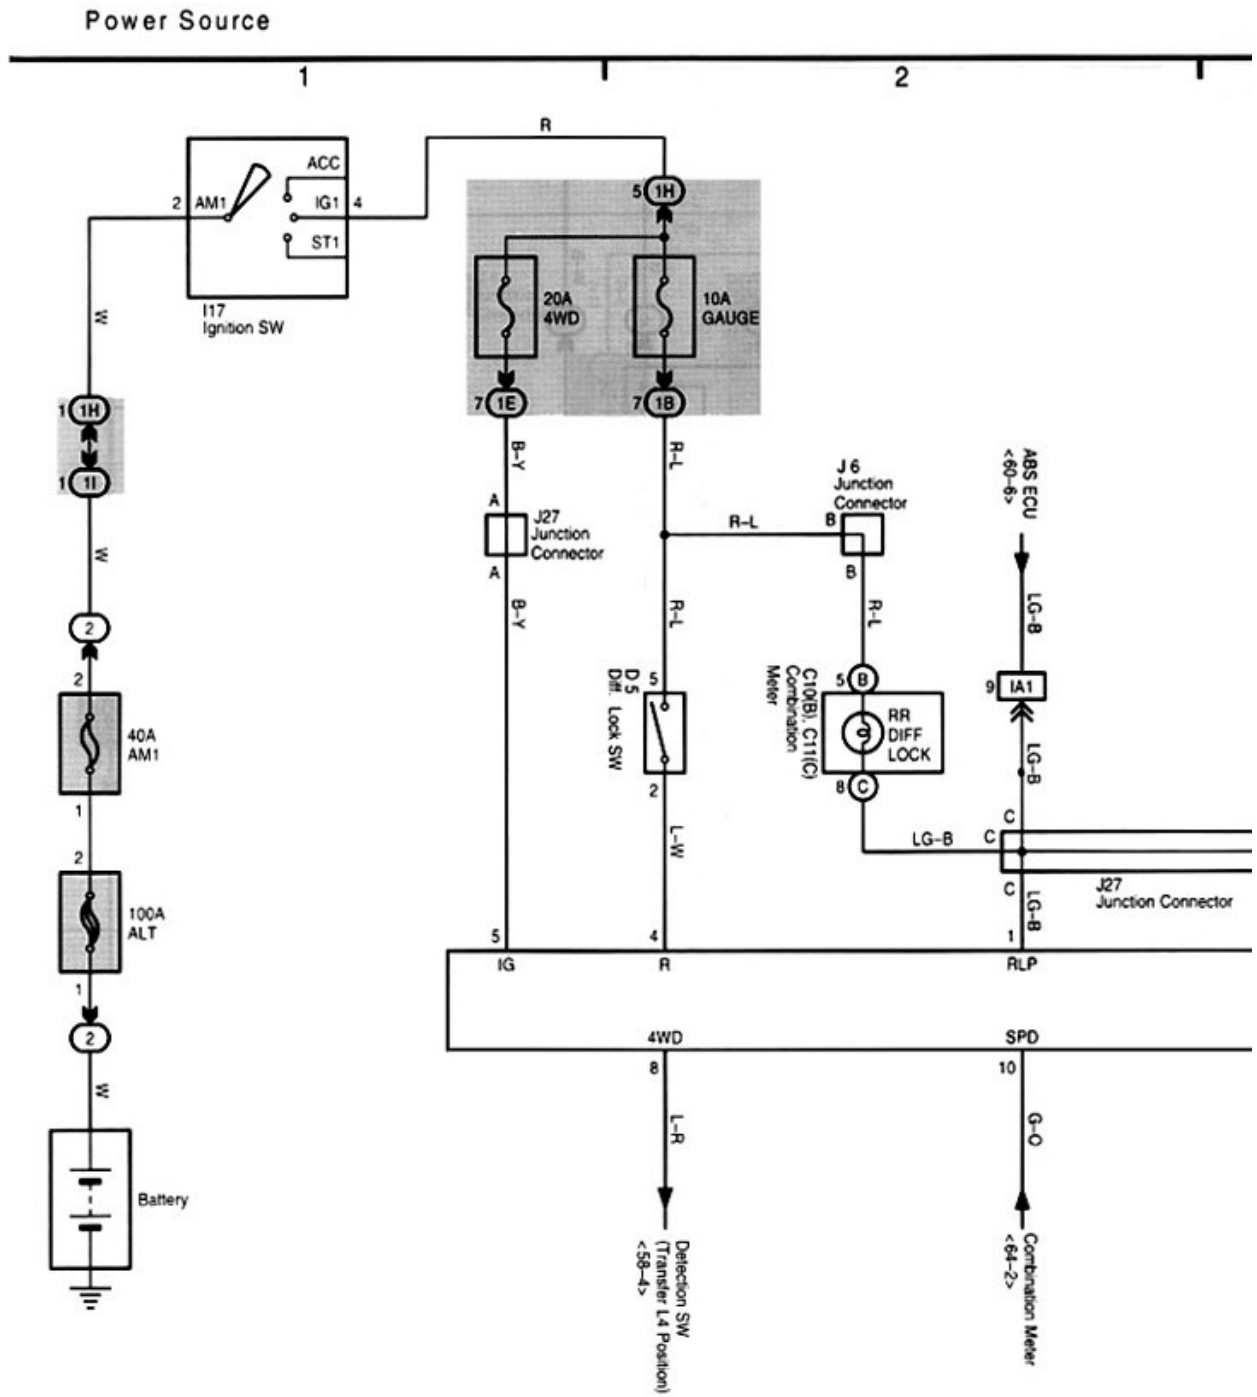 Power Source
1
2
R
ACC
2
AM1
IG1
4
ST1
I17
Ignition SW
5
1H
20A
4WD
10A
GAUGE
7
1E
7
1B
W
1
1H
1
1I
W
2
2
40A
AM1
1
2
100A
ALT
1
2
W
Battery
B-Y
A
J27
Junction
Connector
A
B-Y
R-L
R-L
J 6
Junction
Connector
B
B
R-L
R-L
D 5
Diff. Lock SW
5
2
L-W
C10(B), C11(C)
Combination
Meter
5
B
RR
DIFF
LOCK
8
C
LG-B
ABS ECU
<60-6>
LG-B
9
IA1
LG-B
C
C
C
LG-B
J27
Junction Connector
5
4
1
IG
R
RLP
4WD
SPD
8
10
L-R
G-O
Detection SW
(Transfer L4 Position)
<58-4>
Combination Meter
<64-2>